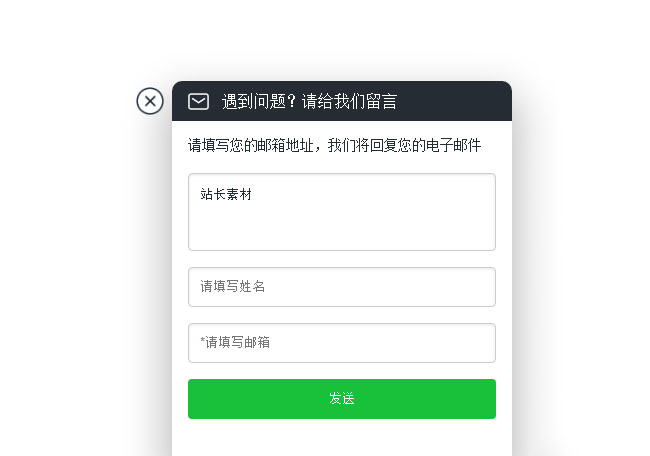 遇到问题？请给我们留言
请填写您的邮箱地址，我们将回复您的电子邮件
站长素材
请填写姓名
*请填写邮箱
发送